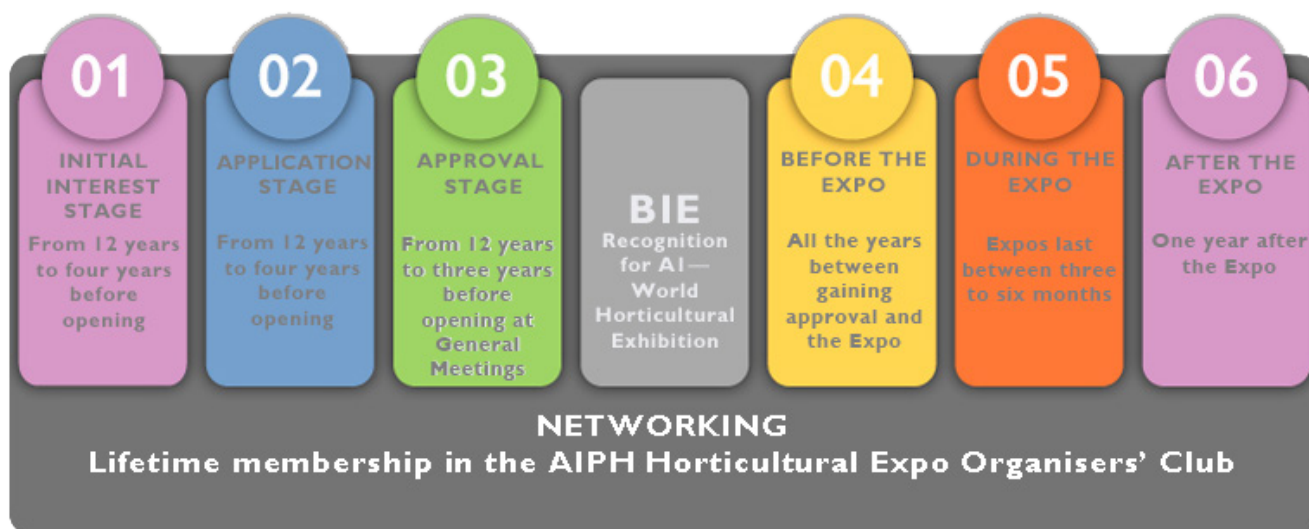 01
INITIAL
INTEREST
STAGE
From 12 years
to four years
before
opening
02
APPLICATION
STAGE
From 12 years
to four years
before
opening
03
APPROVAL
STAGE
From 12 years
to three years
before
opening at
General
Meetings
BIE
Recognition
for A1—
World
Horticultural
Exhibition
04
BEFORE THE
EXPO
All the years
between
gaining
approval and
the Expo
05
DURING THE
EXPO
Expos last
between three
to six months
06
AFTER THE
EXPO
One year after
the Expo
NETWORKING
Lifetime membership in the AIPH Horticultural Expo Organisers’ Club